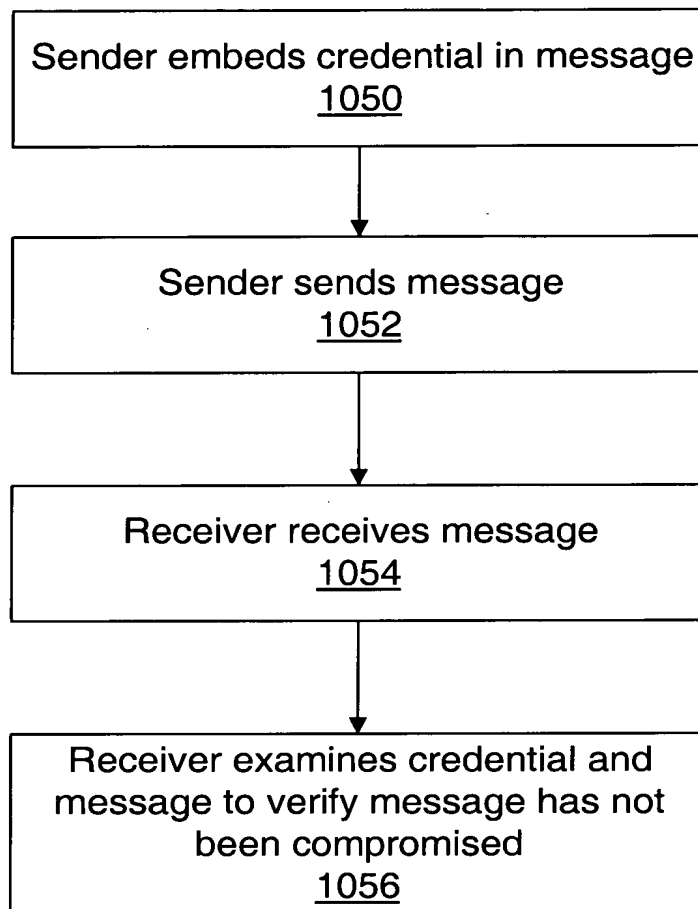 Sender embeds credential in message
1050
Sender sends message
1052
Receiver receives message
1054
Receiver examines credential and
message to verify message has not
been compromised
1056